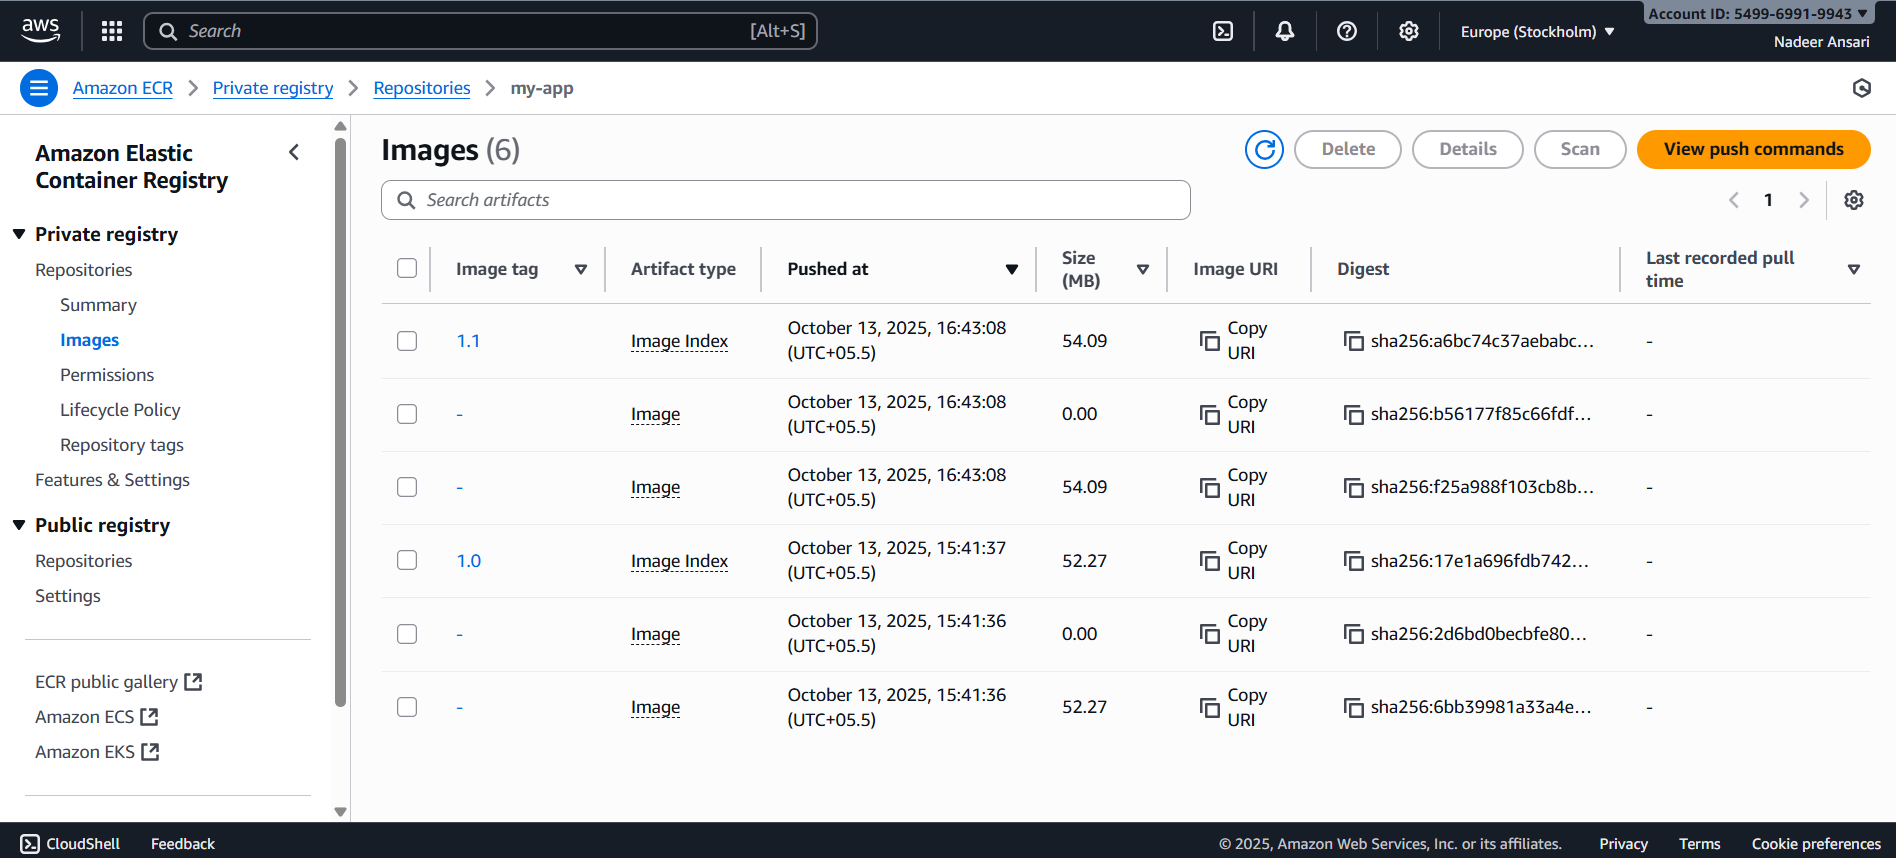 aws
Search [Alt+S]
Europe (Stockholm)
Account ID: 5499-6991-9943
Nadeer Ansari
Amazon ECR > Private registry > Repositories > my-app
Amazon Elastic
Container Registry
Private registry
Repositories
Summary
Images
Permissions
Lifecycle Policy
Repository tags
Features & Settings
Public registry
Repositories
Settings
ECR public gallery
Amazon ECS
Amazon EKS
Images (6)
Delete
Details
Scan
View push commands
Search artifacts
1
Image tag
Artifact type
Pushed at
Size
(MB)
Image URI
Digest
Last recorded pull
time
1.1 Image Index October 13, 2025, 16:43:08 54.09 Copy sha256:a6bc74c37aebabc... -
(UTC+05.5) URI
- Image October 13, 2025, 16:43:08 0.00 Copy sha256:b56177f85c66fdf... -
(UTC+05.5) URI
- Image October 13, 2025, 16:43:08 54.09 Copy sha256:f25a988f103cb8b... -
(UTC+05.5) URI
1.0 Image Index October 13, 2025, 15:41:37 52.27 Copy sha256:17e1a696fdb742... -
(UTC+05.5) URI
- Image October 13, 2025, 15:41:36 0.00 Copy sha256:2d6bd0becbfe80... -
(UTC+05.5) URI
- Image October 13, 2025, 15:41:36 52.27 Copy sha256:6bb39981a33a4e... -
(UTC+05.5) URI
CloudShell Feedback © 2025, Amazon Web Services, Inc. or its affiliates. Privacy Terms Cookie preferences